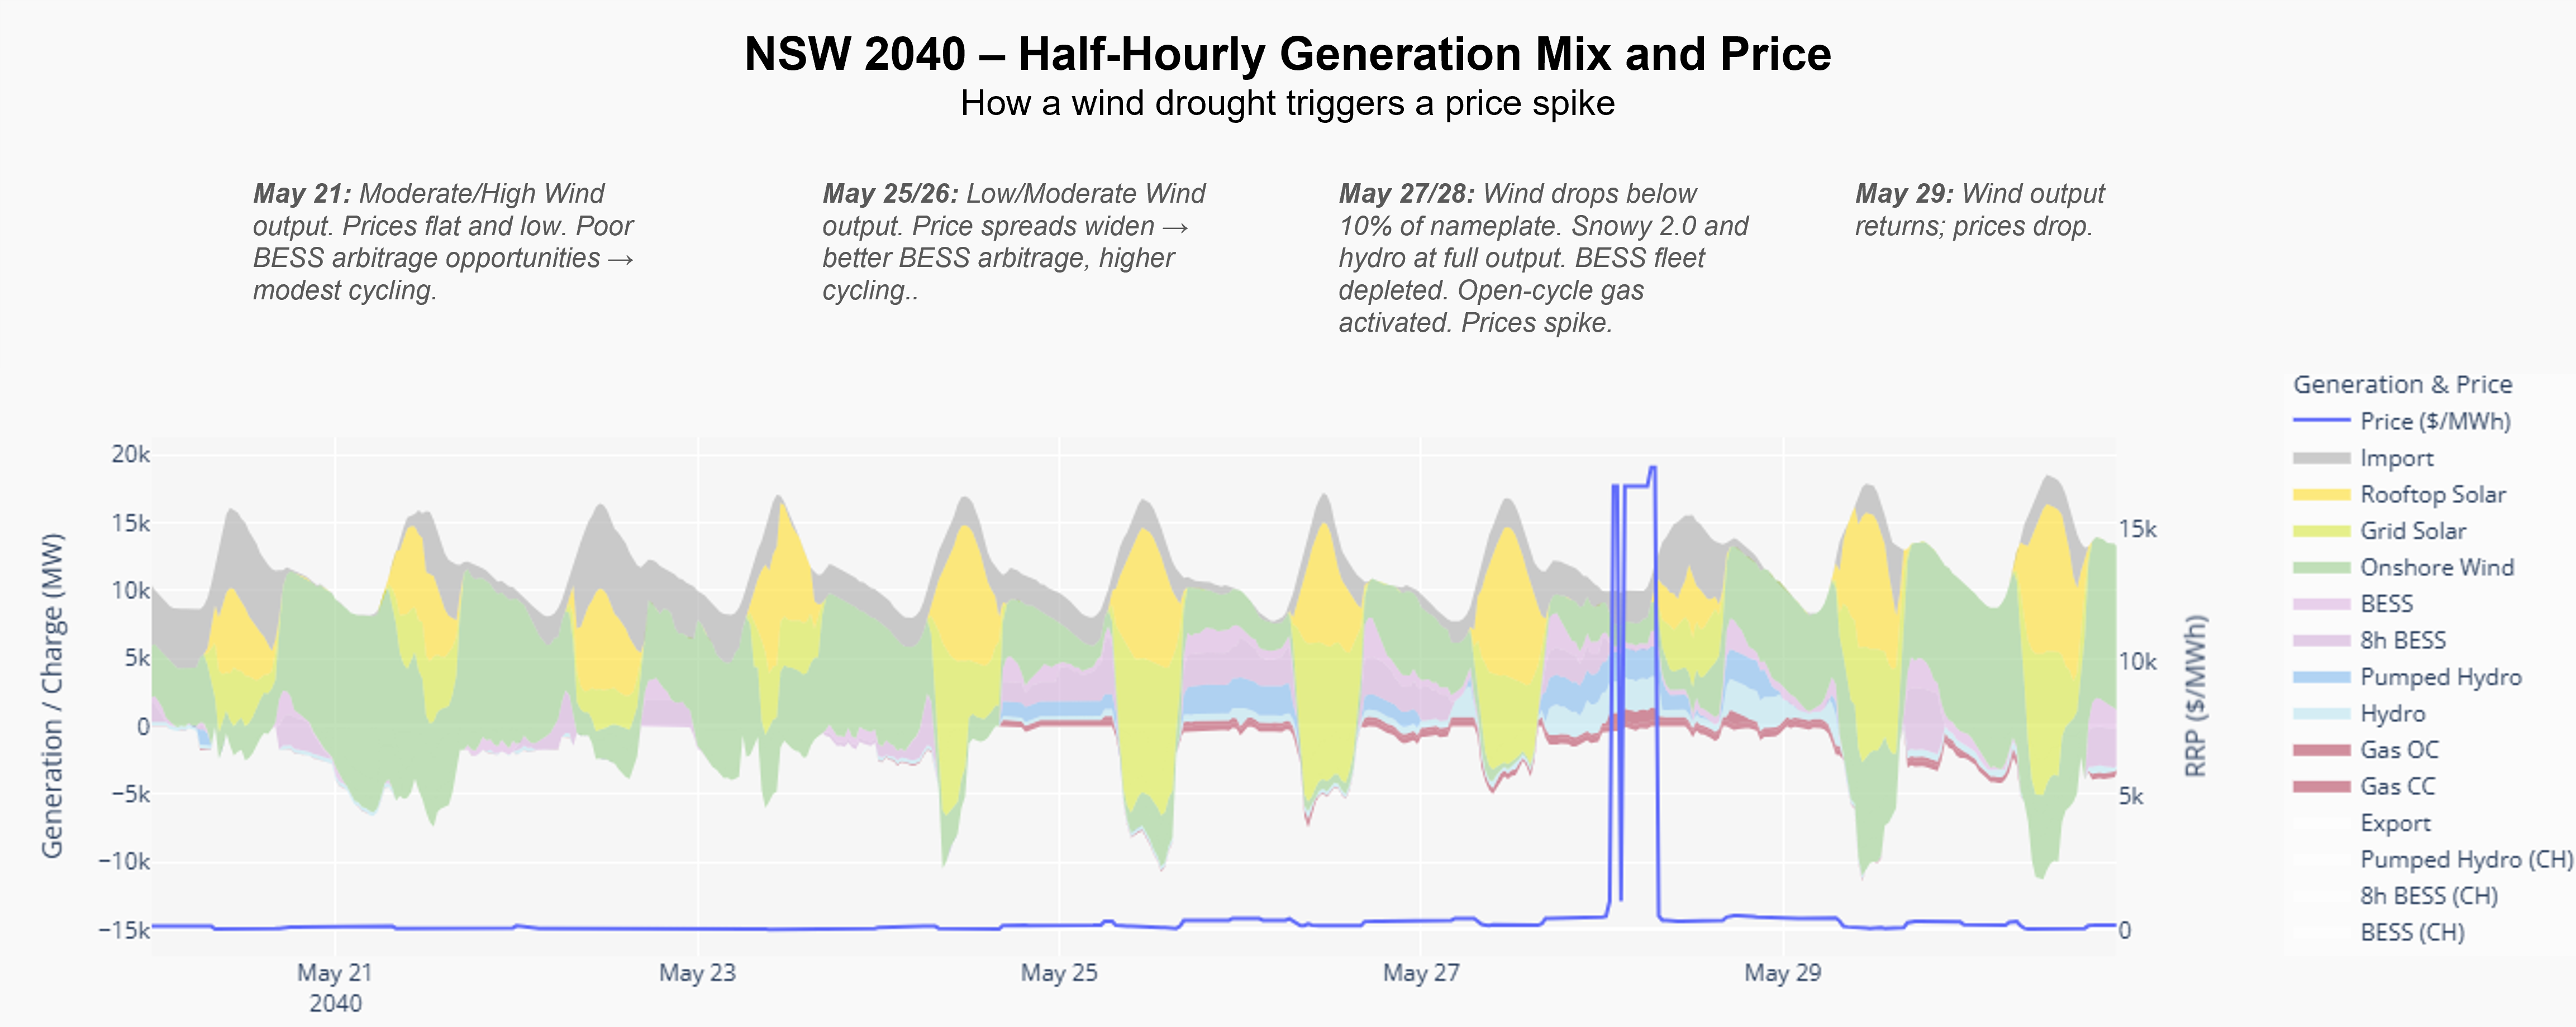 NSW 2040 – Half-Hourly Generation Mix and Price
How a wind drought triggers a price spike
May 21: Moderate/High Wind
output. Prices flat and low. Poor
BESS arbitrage opportunities →
modest cycling.
May 25/26: Low/Moderate Wind
output. Price spreads widen →
better BESS arbitrage, higher
cycling..
May 27/28: Wind drops below
10% of nameplate. Snowy 2.0 and
hydro at full output. BESS fleet
depleted. Open-cycle gas
activated. Prices spike.
May 29: Wind output
returns; prices drop.
Generation / Charge (MW)
20k
15k
10k
5k
0
−5k
−10k
−15k
May 21
2040
May 23
May 25
May 27
May 29
15k
10k
5k
0
RRP ($/MWh)
Generation & Price
Price ($/MWh)
Import
Rooftop Solar
Grid Solar
Onshore Wind
BESS
8h BESS
Pumped Hydro
Hydro
Gas OC
Gas CC
Export
Pumped Hydro (CH)
8h BESS (CH)
BESS (CH)